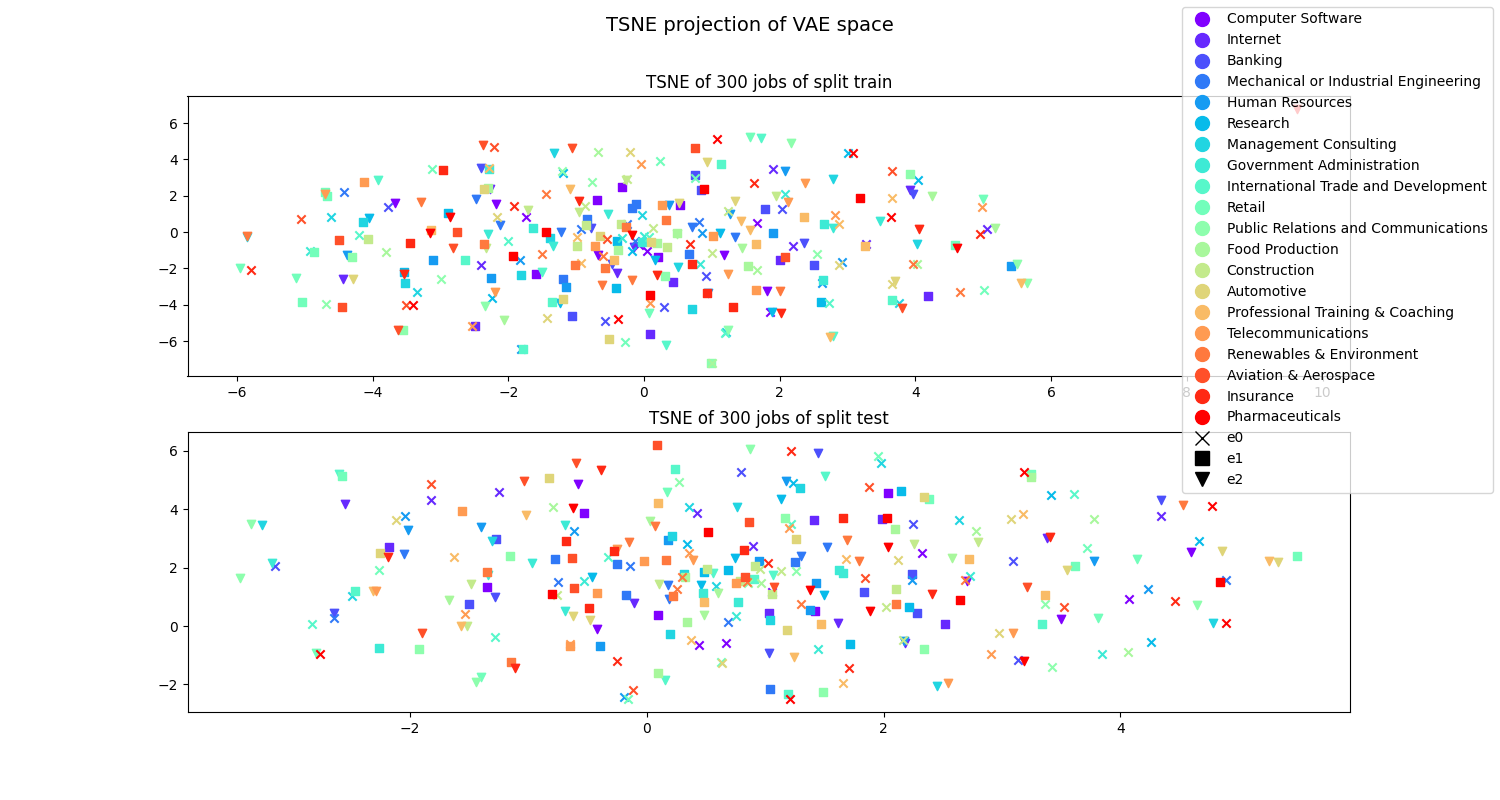 TSNE projection of VAE space
TSNE of 300 jobs of split train
6
4
2
0
−2
−4
−6
−6
−4
−2
0
2
4
6
8
10
TSNE of 300 jobs of split test
6
4
2
0
−2
−2
0
2
4
Computer Software
Internet
Banking
Mechanical or Industrial Engineering
Human Resources
Research
Management Consulting
Government Administration
International Trade and Development
Retail
Public Relations and Communications
Food Production
Construction
Automotive
Professional Training & Coaching
Telecommunications
Renewables & Environment
Aviation & Aerospace
Insurance
Pharmaceuticals
e0
e1
e2